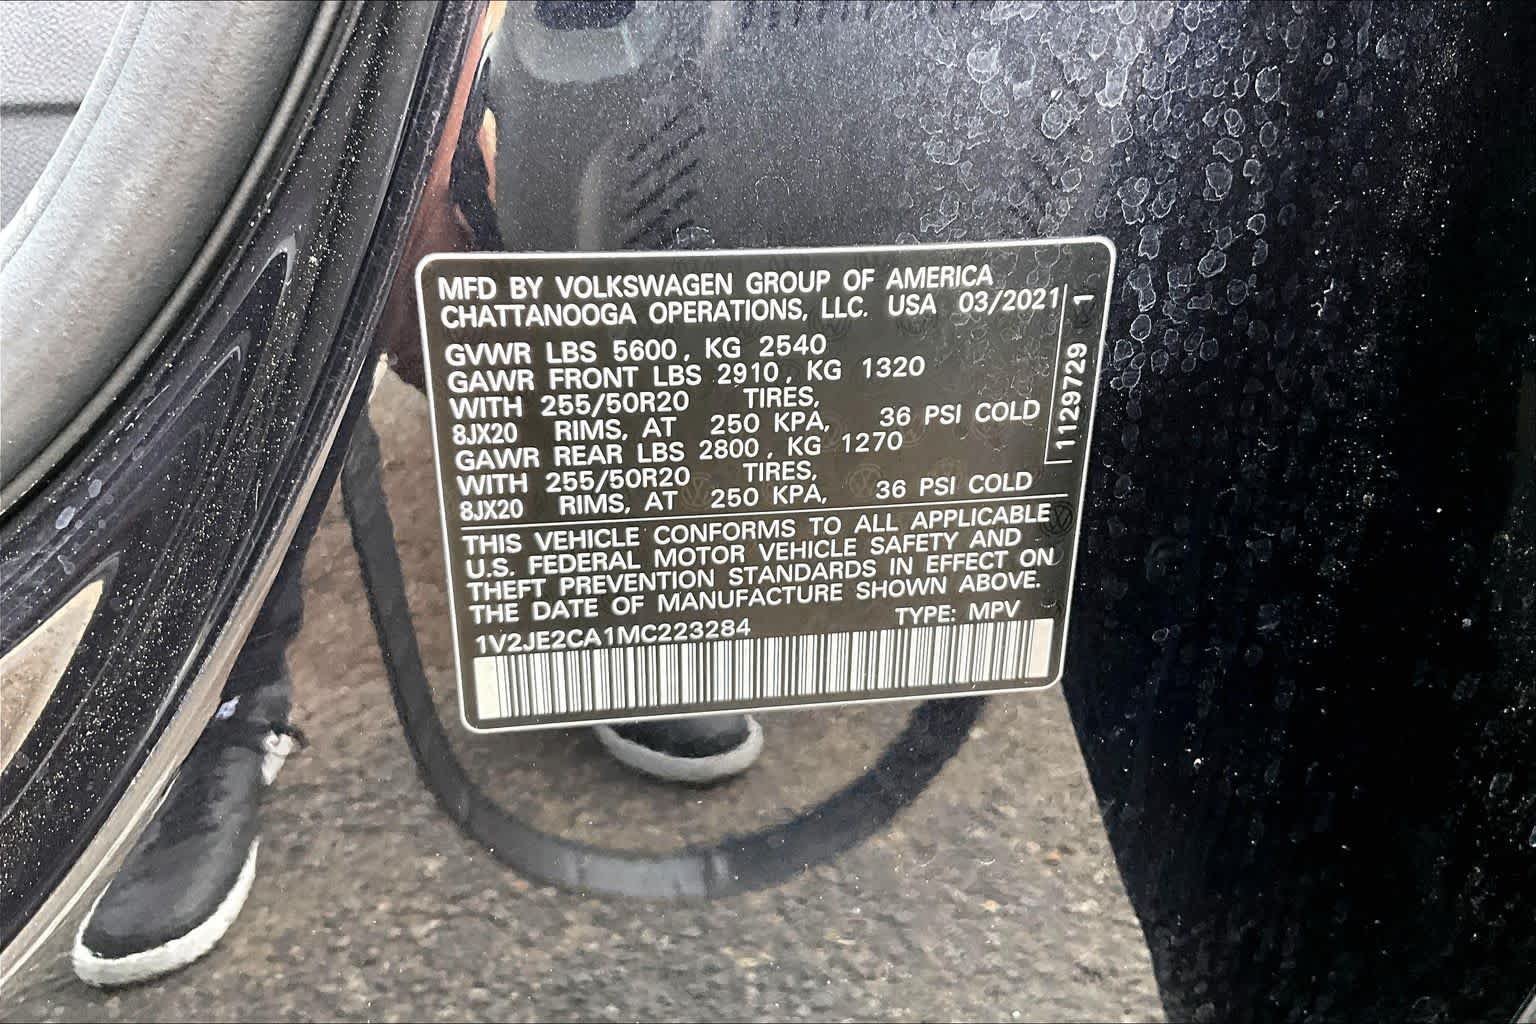 MFD BY VOLKSWAGEN GROUP OF AMERICA
CHATTANOOGA OPERATIONS, LLC. USA 03/2021
GVWR LBS 5600, KG 2540
GAWR FRONT LBS 2910, KG 1320
WITH 255/50R20 TIRES,
8JX20 RIMS, AT 250 KPA, 36 PSI COLD
GAWR REAR LBS 2800, KG 1270
WITH 255/50R20 TIRES,
8JX20 RIMS, AT 250 KPA, 36 PSI COLD
1129729 1
THIS VEHICLE CONFORMS TO ALL APPLICABLE
U.S. FEDERAL MOTOR VEHICLE SAFETY AND
THEFT PREVENTION STANDARDS IN EFFECT ON
THE DATE OF MANUFACTURE SHOWN ABOVE.
1V2JE2CA1MC223284 TYPE: MPV